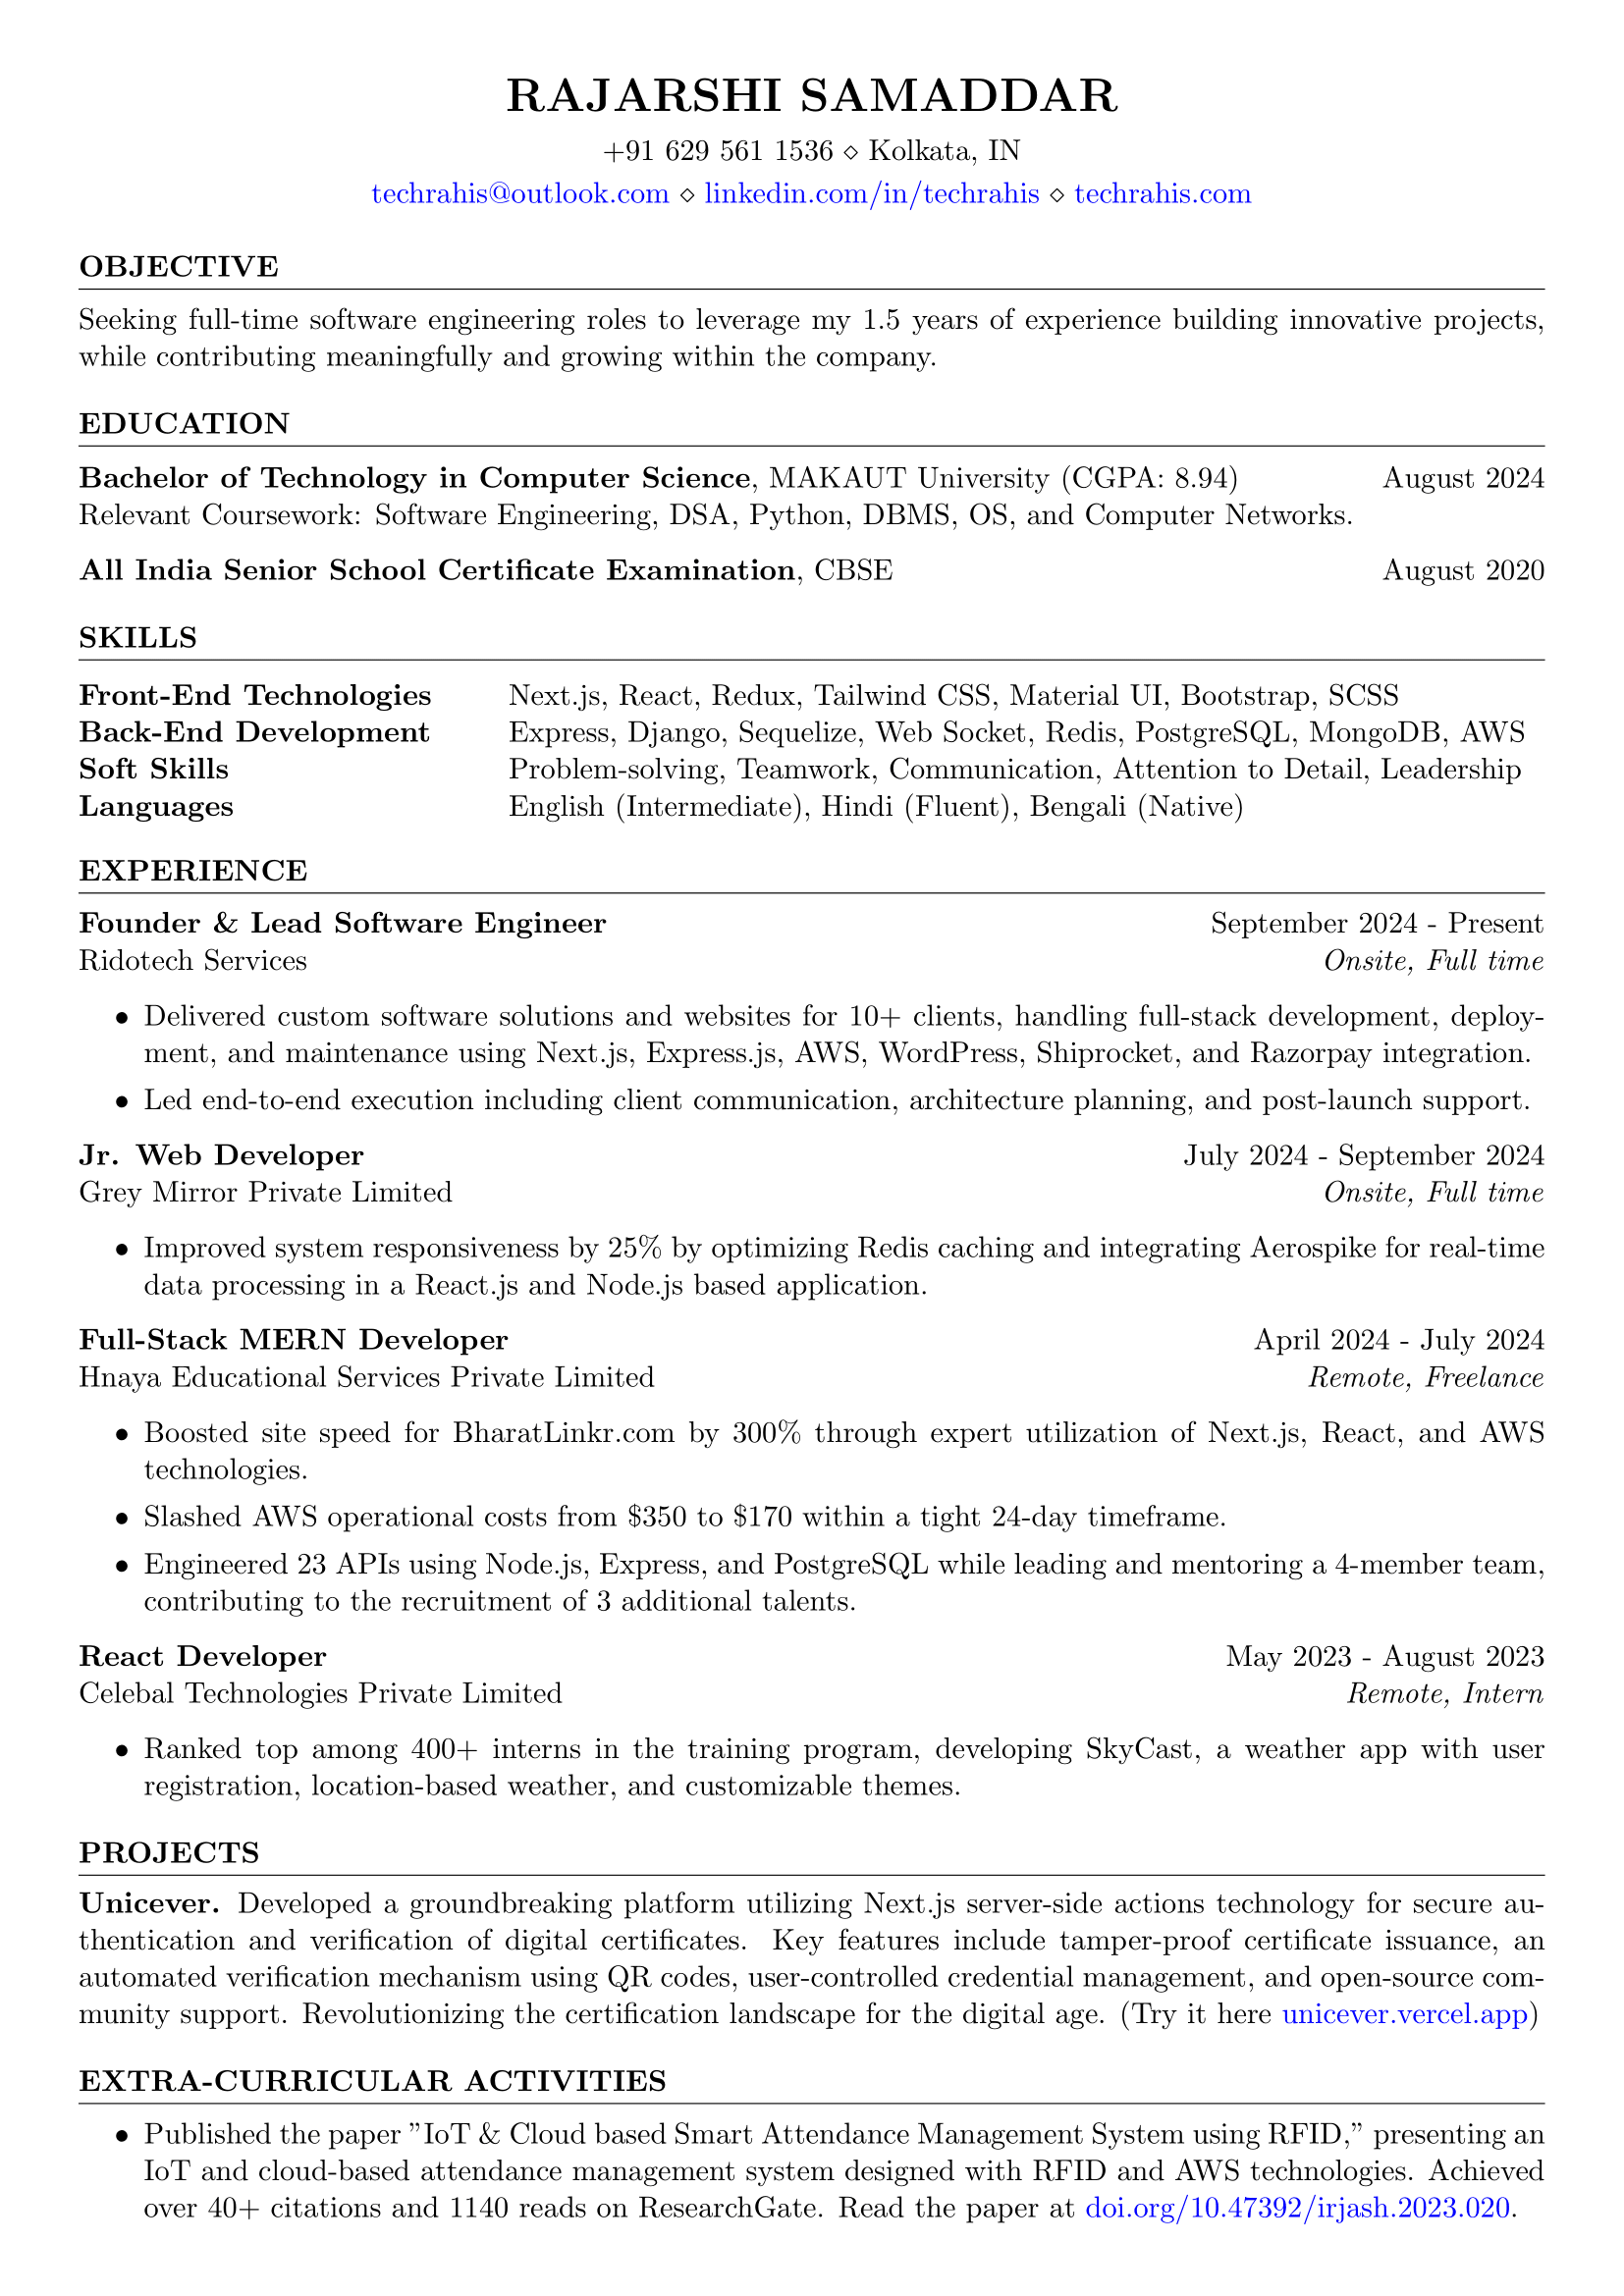 RAJARSHI SAMADDAR
+91 629 561 1536 ⋄ Kolkata, IN
techrahis@outlook.com ⋄ linkedin.com/in/techrahis ⋄ techrahis.com
OBJECTIVE
Seeking full-time software engineering roles to leverage my 1.5 years of experience building innovative projects,
while contributing meaningfully and growing within the company.
EDUCATION
Bachelor of Technology in Computer Science, MAKAUT University (CGPA: 8.94) August 2024
Relevant Coursework: Software Engineering, DSA, Python, DBMS, OS, and Computer Networks.
All India Senior School Certificate Examination, CBSE August 2020
SKILLS
Front-End Technologies Next.js, React, Redux, Tailwind CSS, Material UI, Bootstrap, SCSS
Back-End Development Express, Django, Sequelize, Web Socket, Redis, PostgreSQL, MongoDB, AWS
Soft Skills Problem-solving, Teamwork, Communication, Attention to Detail, Leadership
Languages English (Intermediate), Hindi (Fluent), Bengali (Native)
EXPERIENCE
Founder & Lead Software Engineer September 2024 - Present
Ridotech Services Onsite, Full time
• Delivered custom software solutions and websites for 10+ clients, handling full-stack development, deploy-
ment, and maintenance using Next.js, Express.js, AWS, WordPress, Shiprocket, and Razorpay integration.
• Led end-to-end execution including client communication, architecture planning, and post-launch support.
Jr. Web Developer July 2024 - September 2024
Grey Mirror Private Limited Onsite, Full time
• Improved system responsiveness by 25% by optimizing Redis caching and integrating Aerospike for real-time
data processing in a React.js and Node.js based application.
Full-Stack MERN Developer April 2024 - July 2024
Hnaya Educational Services Private Limited Remote, Freelance
• Boosted site speed for BharatLinkr.com by 300% through expert utilization of Next.js, React, and AWS
technologies.
• Slashed AWS operational costs from $350 to $170 within a tight 24-day timeframe.
• Engineered 23 APIs using Node.js, Express, and PostgreSQL while leading and mentoring a 4-member team,
contributing to the recruitment of 3 additional talents.
React Developer May 2023 - August 2023
Celebal Technologies Private Limited Remote, Intern
• Ranked top among 400+ interns in the training program, developing SkyCast, a weather app with user
registration, location-based weather, and customizable themes.
PROJECTS
Unicever. Developed a groundbreaking platform utilizing Next.js server-side actions technology for secure au-
thentication and verification of digital certificates. Key features include tamper-proof certificate issuance, an
automated verification mechanism using QR codes, user-controlled credential management, and open-source com-
munity support. Revolutionizing the certification landscape for the digital age. (Try it here unicever.vercel.app)
EXTRA-CURRICULAR ACTIVITIES
• Published the paper ”IoT & Cloud based Smart Attendance Management System using RFID,” presenting an
IoT and cloud-based attendance management system designed with RFID and AWS technologies. Achieved
over 40+ citations and 1140 reads on ResearchGate. Read the paper at doi.org/10.47392/irjash.2023.020.